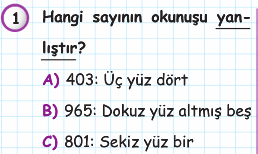 1 Hangi sayının okunuşu yan-
lıştır?
A) 403: Üç yüz dört
B) 965: Dokuz yüz altmış beş
C) 801: Sekiz yüz bir